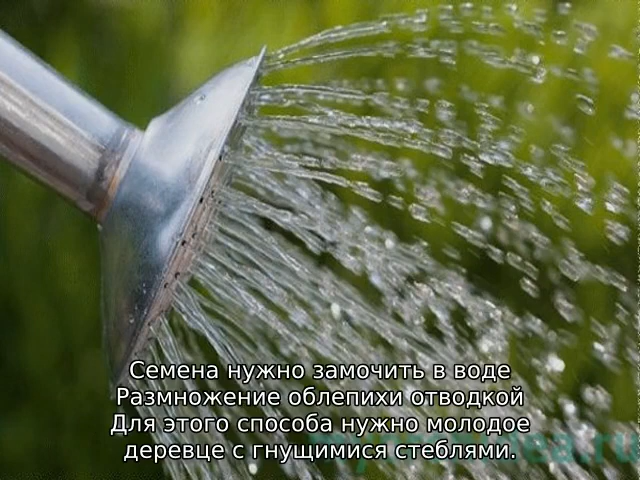 Семена нужно замочить в воде
Размножение облепихи отводкой
Для этого способа нужно молодое
деревце с гнущимися стеблями.